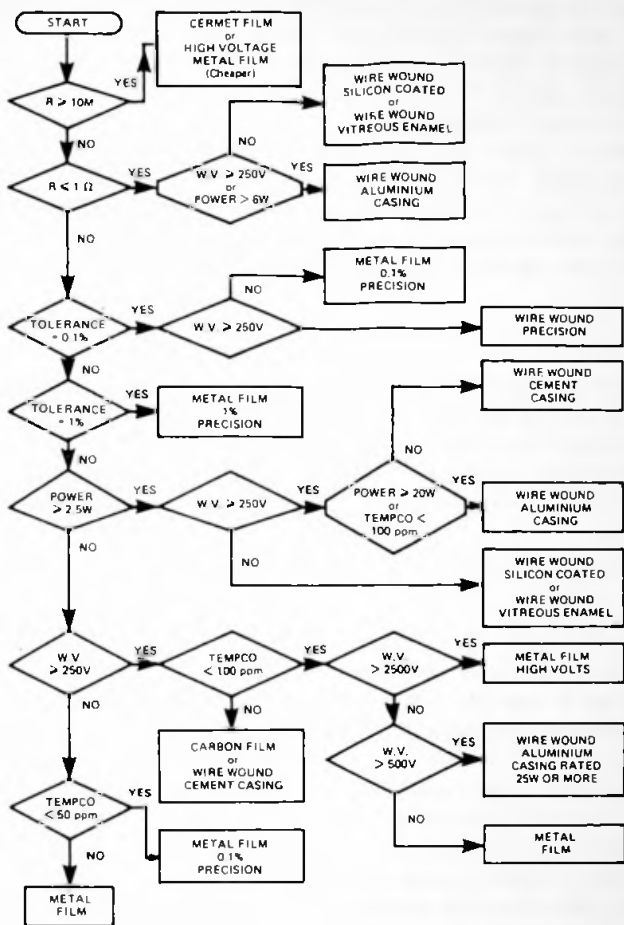 START
CERMET FILM
or
HIGH VOLTAGE
METAL FILM
(Cheaper)
YES
R ⩾ 10M
NO
WIRE WOUND
SILICON COATED
or
WIRE WOUND
VITREOUS ENAMEL
NO
R < 1 Ω
YES
W.V. ⩾ 250V
or
POWER > 6W
YES
WIRE WOUND
ALUMINIUM
CASING
NO
METAL FILM
0.1%
PRECISION
NO
TOLERANCE
= 0.1%
YES
W.V. ⩾ 250V
WIRE WOUND
PRECISION
NO
WIRE WOUND
CEMENT
CASING
TOLERANCE
= 1%
YES
METAL FILM
1%
PRECISION
NO
NO
POWER
⩾ 2.5W
YES
W.V. ⩾ 250V
YES
POWER ⩾ 20W
or
TEMPCO <
100 ppm
YES
WIRE WOUND
ALUMINIUM
CASING
NO
NO
WIRE WOUND
SILICON COATED
or
WIRE WOUND
VITREOUS ENAMEL
W.V.
⩾ 250V
YES
TEMPCO
< 100 ppm
YES
W.V.
> 2500V
YES
METAL FILM
HIGH VOLTS
NO
NO
NO
CARBON FILM
or
WIRE WOUND
CEMENT CASING
W.V.
> 500V
YES
WIRE WOUND
ALUMINIUM
CASING RATED
25W OR MORE
TEMPCO
< 50 ppm
YES
NO
METAL
FILM
NO
METAL FILM
0.1%
PRECISION
METAL
FILM